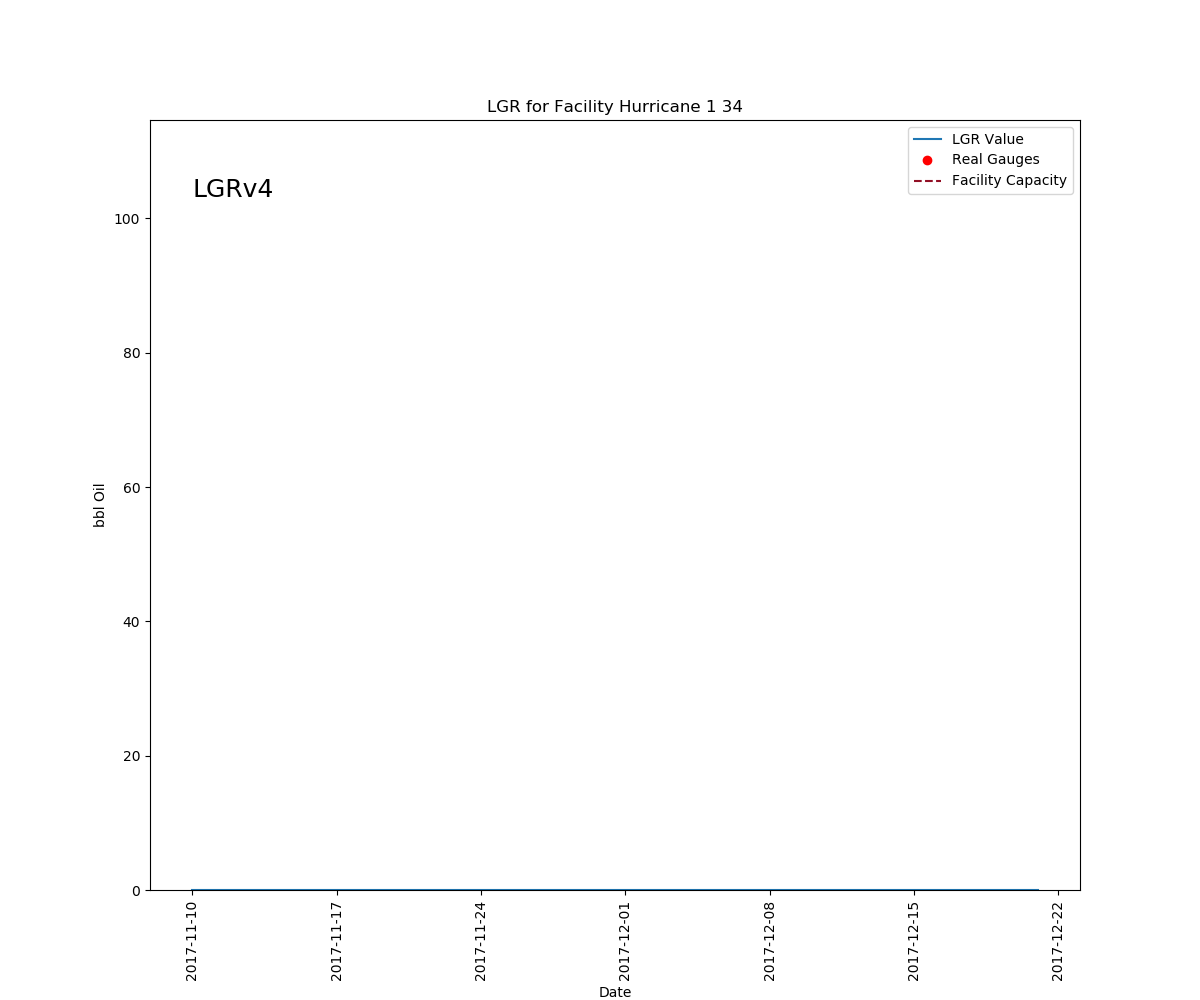 LGR for Facility Hurricane 1 34
LGR Value
Real Gauges
Facility Capacity
LGRv4
100
80
60
40
20
0
bbl Oil
2017-11-10
2017-11-17
2017-11-24
2017-12-01
2017-12-08
2017-12-15
2017-12-22
Date